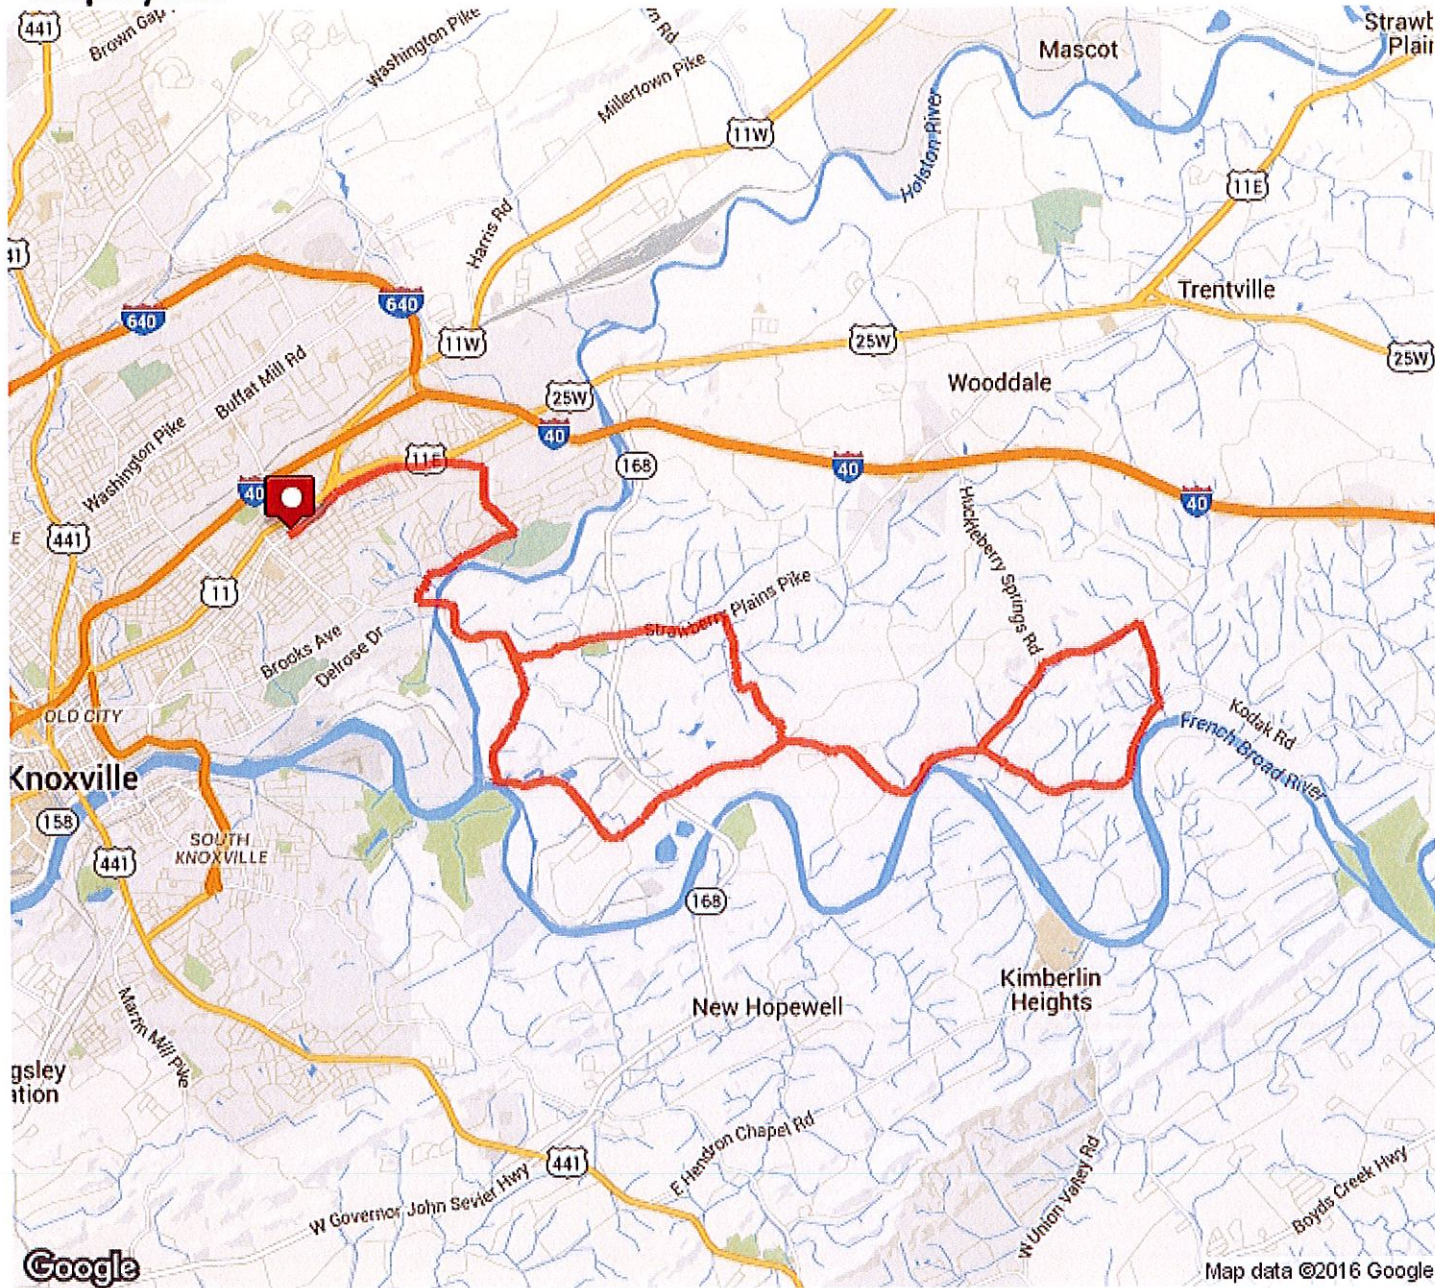 441
Brown Gap
Washington Pike
Millertown Pike
Mascot
Strawb
Plain
11W
Holston River
11E
41
Harris Rd
640
640
Trentville
11W
25W
25W
Buffat Mill Rd
Wooddale
25W
40
11E
168
40
Washington Pike
40
40
441
Huckleberry Springs Rd
11
Strawberry Plains Pike
Brooks Ave
Delrose Dr
OLD CITY
Kodak Rd
French Broad River
Knoxville
158
SOUTH
KNOXVILLE
441
168
Kimberlin
Heights
New Hopewell
Martin Mill Pike
gsley
ation
E Hendron Chapel Rd
441
W Governor John Sevier Hwy
W Union Valley Rd
Boyds Creek Hwy
Google
Map data ©2016 Google